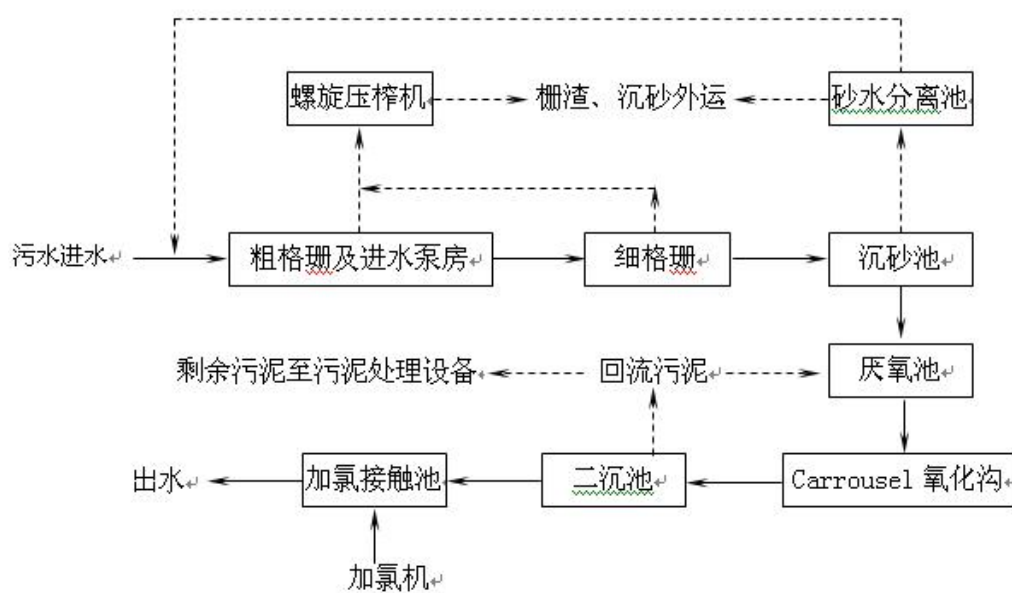 螺旋压榨机
栅渣、沉砂外运
砂水分离池
污水进水
粗格珊及进水泵房
细格珊
沉砂池
剩余污泥至污泥处理设备
回流污泥
厌氧池
出水
加氯接触池
二沉池
Carrousel 氧化沟
加氯机